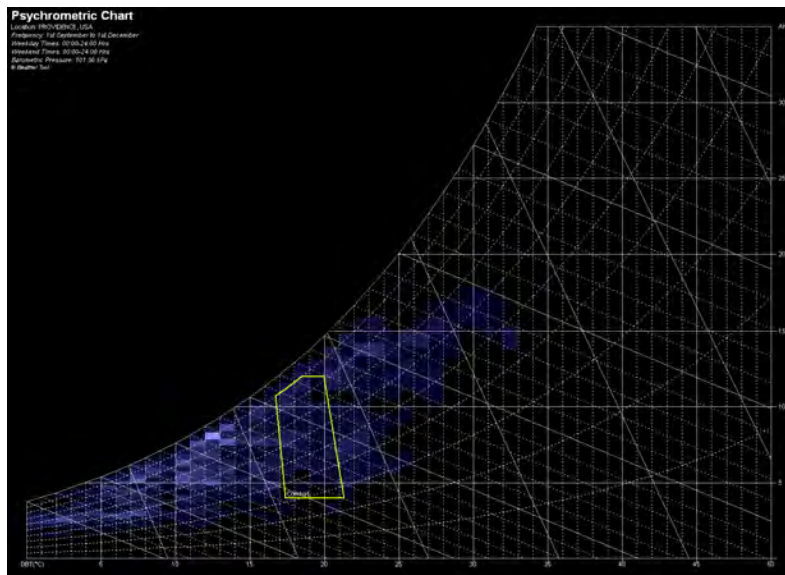 Psychrometric Chart
Location: PROVIDENCE, USA
Frequency: 1st September to 1st December
Weekday Times: 00:00-24:00 Hrs
Weekend Times: 00:00-24:00 Hrs
Barometric Pressure: 101.36 kPa
© Weather Tool
AH
30
25
20
15
10
Comfort
5
DBT(°C) 5 10 15 20 25 30 35 40 45 50